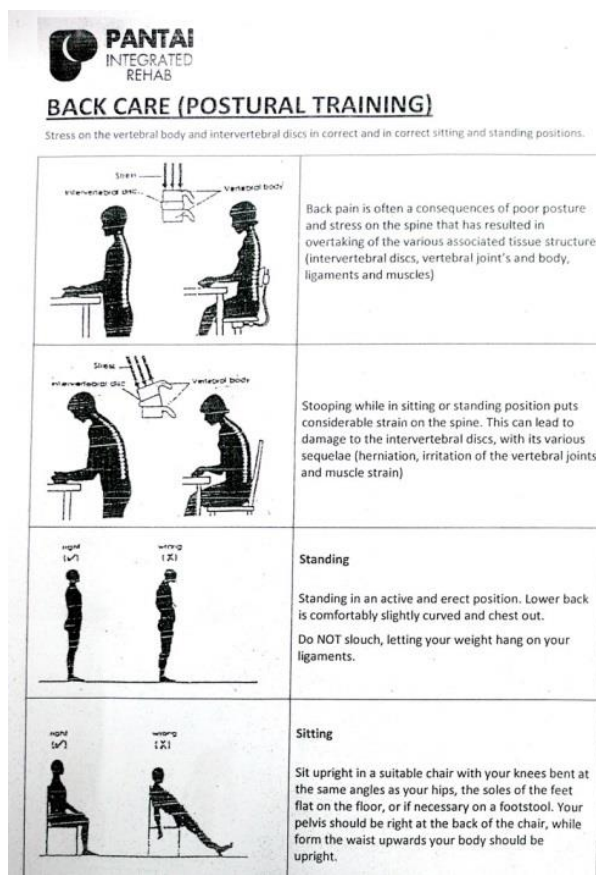 PANTAI
INTEGRATED
REHAB
BACK CARE (POSTURAL TRAINING)
Stress on the vertebral body and intervertebral discs in correct and in correct sitting and standing positions.
Stress
Intervertebral disc
Vertebral body
Back pain is often a consequences of poor posture
and stress on the spine that has resulted in
overtaking of the various associated tissue structure
(intervertebral discs, vertebral joint's and body,
ligaments and muscles)
Stress
Intervertebral disc
Vertebral body
Stooping while in sitting or standing position puts
considerable strain on the spine. This can lead to
damage to the intervertebral discs, with its various
sequelae (herniation, irritation of the vertebral joints
and muscle strain)
right
(✓)
wrong
(X)
Standing
Standing in an active and erect position. Lower back
is comfortably slightly curved and chest out.
Do NOT slouch, letting your weight hang on your
ligaments.
right
(✓)
wrong
(X)
Sitting
Sit upright in a suitable chair with your knees bent at
the same angles as your hips, the soles of the feet
flat on the floor, or if necessary on a footstool. Your
pelvis should be right at the back of the chair, while
form the waist upwards your body should be
upright.